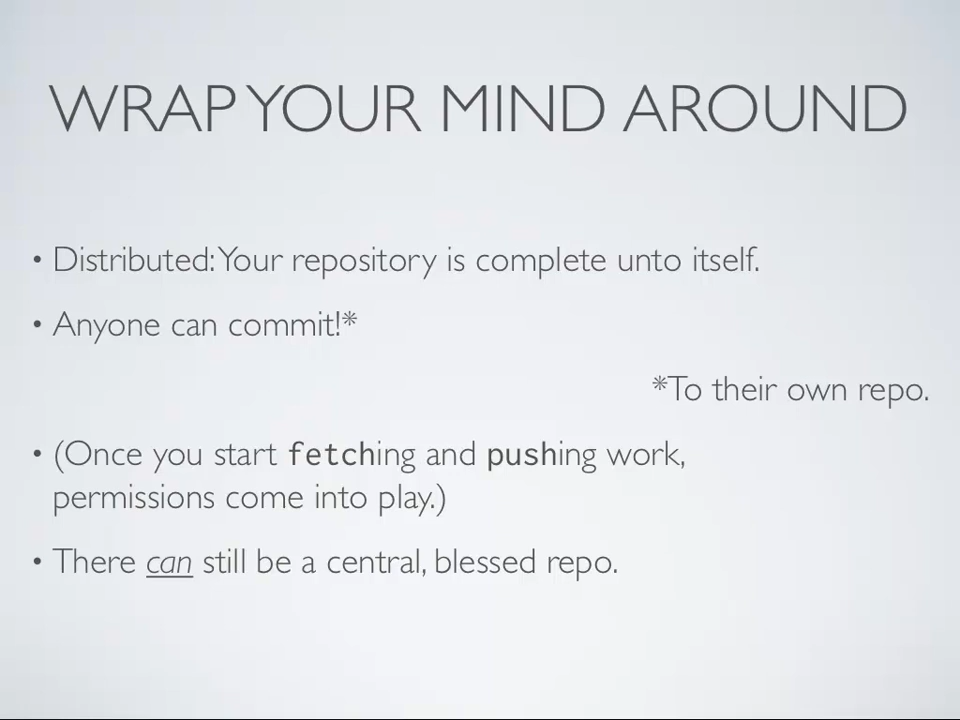 WRAP YOUR MIND AROUND
• Distributed: Your repository is complete unto itself.
• Anyone can commit!*
*To their own repo.
• (Once you start fetching and pushing work,
permissions come into play.)
• There can still be a central, blessed repo.